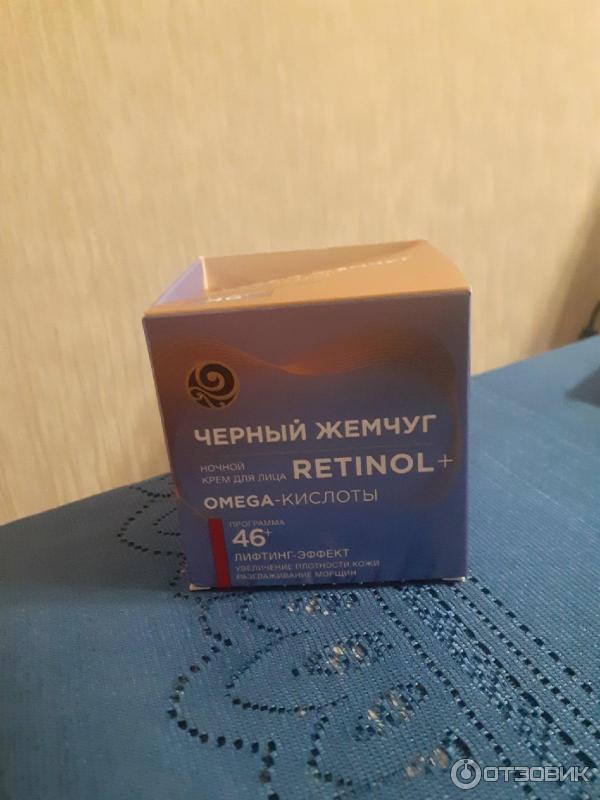 ЧЕРНЫЙ ЖЕМЧУГ
НОЧНОЙ
КРЕМ ДЛЯ ЛИЦА RETINOL+
OMEGA-КИСЛОТЫ
ПРОГРАММА
46+
ЛИФТИНГ-ЭФФЕКТ
УВЕЛИЧЕНИЕ ПЛОТНОСТИ КОЖИ
РАЗГЛАЖИВАНИЕ МОРЩИН
ОТЗОВИК